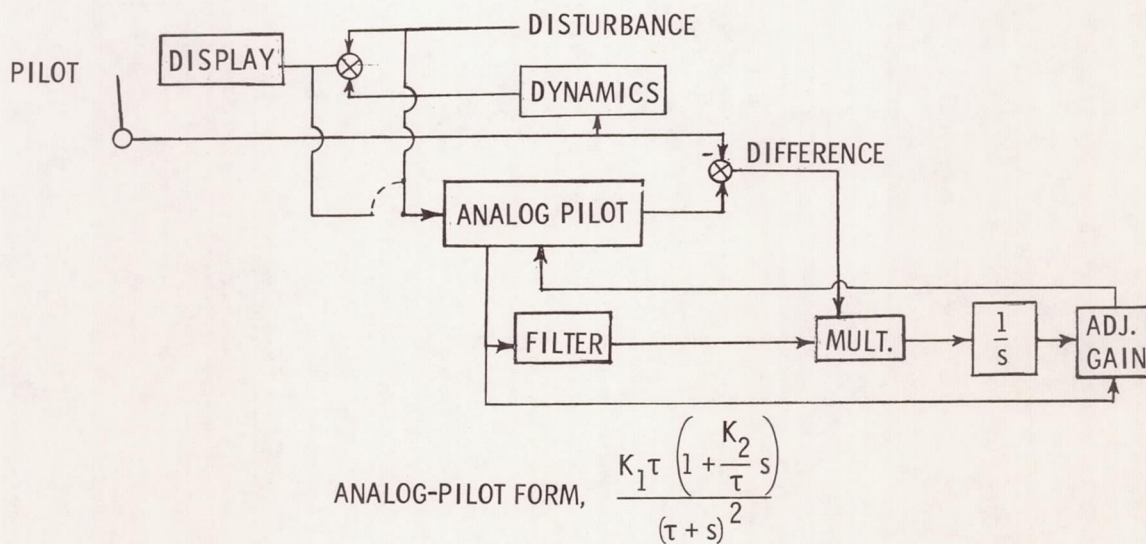 DISTURBANCE
DISPLAY
PILOT
DYNAMICS
-
DIFFERENCE
ANALOG PILOT
FILTER
MULT.
1/s
ADJ.
GAIN
ANALOG-PILOT FORM, K₁τ (1 + K₂/τ s) / (τ + s)²